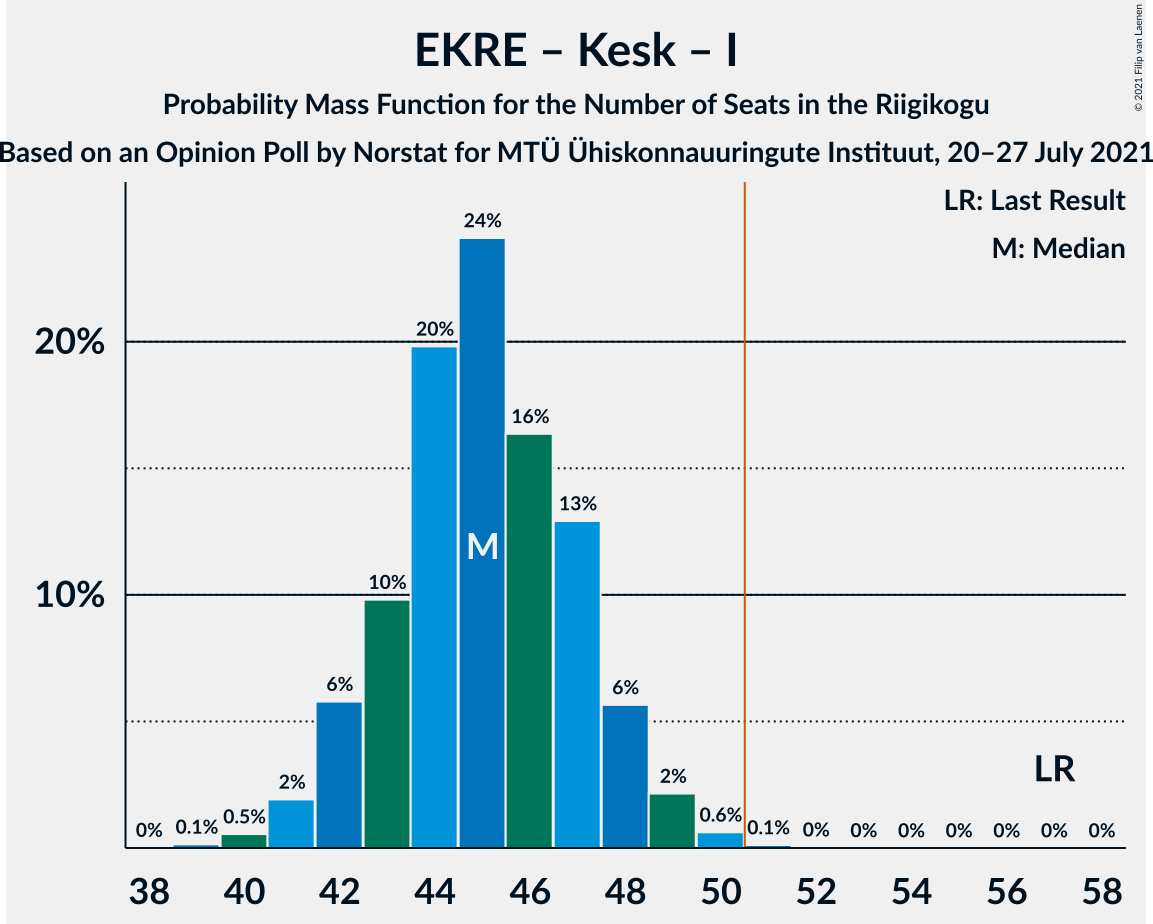 EKRE – Kesk – I
Probability Mass Function for the Number of Seats in the Riigikogu
Based on an Opinion Poll by Norstat for MTÜ Ühiskonnauuringute Instituut, 20–27 July 2021
© 2021 Filip van Laenen
LR: Last Result
M: Median
24%
20%
20%
16%
13%
M
10%
10%
6%
6%
LR
2%
2%
0% 0.1% 0.5% 0.6% 0.1% 0% 0% 0% 0% 0% 0% 0%
38 40 42 44 46 48 50 52 54 56 58